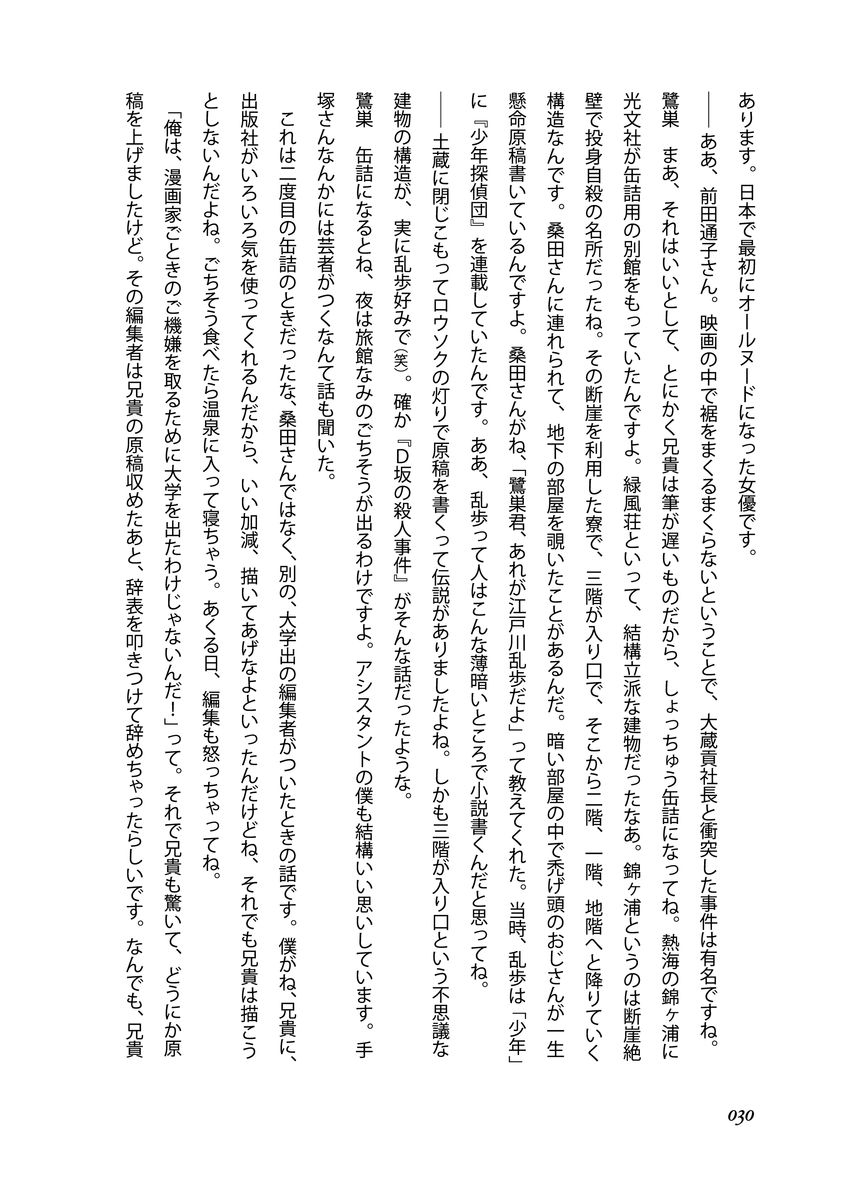 あります。日本で最初にオールヌードになった女優です。
――ああ、前田通子さん。映画の中で裾をまくるまくらないということで、大蔵貢社長と衝突した事件は有名ですね。
鷺巣　まあ、それはいいとして、とにかく兄貴は筆が遅いものだから、しょっちゅう缶詰になってね。熱海の錦ヶ浦に
光文社が缶詰用の別館をもっていたんですよ。緑風荘といって、結構立派な建物だったなあ。錦ヶ浦というのは断崖絶
壁で投身自殺の名所だったね。その断崖を利用した寮で、三階が入り口で、そこから二階、一階、地階へと降りていく
構造なんです。桑田さんに連れられて、地下の部屋を覗いたことがあるんだ。暗い部屋の中で禿げ頭のおじさんが一生
懸命原稿書いているんですよ。桑田さんがね、「鷺巣君、あれが江戸川乱歩だよ」って教えてくれた。当時、乱歩は「少年」
に『少年探偵団』を連載していたんです。ああ、乱歩って人はこんな薄暗いところで小説書くんだと思ってね。
――土蔵に閉じこもってロウソクの灯りで原稿を書くって伝説がありましたよね。しかも三階が入り口という不思議な
建物の構造が、実に乱歩好みで（笑）。確か『Ｄ坂の殺人事件』がそんな話だったような。
鷺巣　缶詰になるとね、夜は旅館なみのごちそうが出るわけですよ。アシスタントの僕も結構いい思いしています。手
塚さんなんかには芸者がつくなんて話も聞いた。
　これは二度目の缶詰のときだったな、桑田さんではなく、別の、大学出の編集者がついたときの話です。僕がね、兄貴に、
出版社がいろいろ気を使ってくれるんだから、いい加減、描いてあげなよといったんだけどね、それでも兄貴は描こう
としないんだよね。ごちそう食べたら温泉に入って寝ちゃう。あくる日、編集も怒っちゃってね。
　「俺は、漫画家ごときのご機嫌を取るために大学を出たわけじゃないんだ！」って。それで兄貴も驚いて、どうにか原
稿を上げましたけど。その編集者は兄貴の原稿収めたあと、辞表を叩きつけて辞めちゃったらしいです。なんでも、兄貴
030